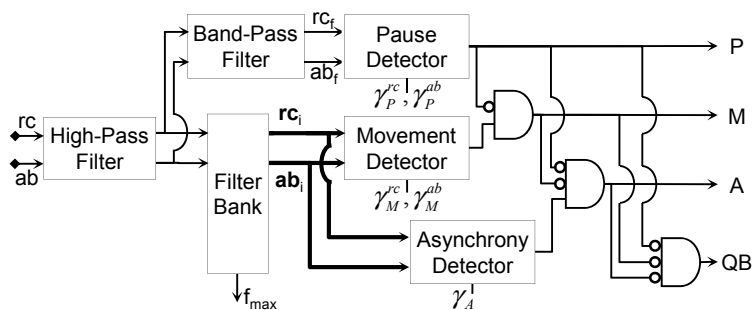 rc
ab
High-Pass
Filter
Band-Pass
Filter
rc_f
ab_f
Pause
Detector
γ_P^{rc}, γ_P^{ab}
Filter
Bank
f_max
rc_i
ab_i
Movement
Detector
γ_M^{rc}, γ_M^{ab}
Asynchrony
Detector
γ_A
P
M
A
QB